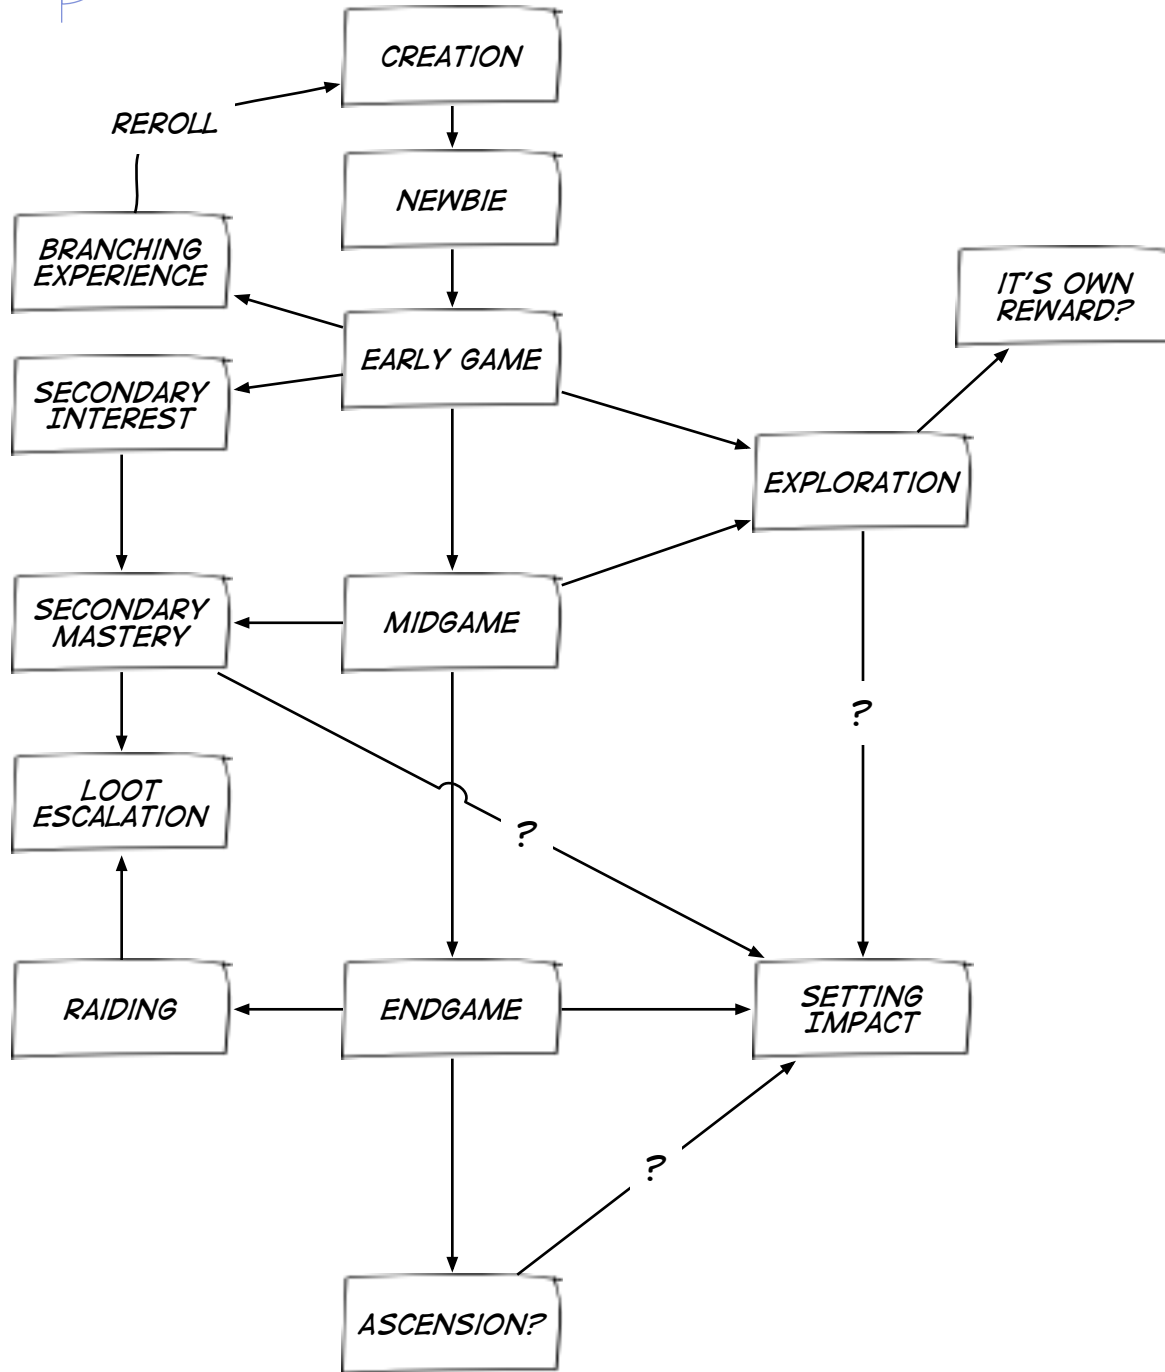 CREATION
REROLL
NEWBIE
BRANCHING
EXPERIENCE
IT'S OWN
REWARD?
EARLY GAME
SECONDARY
INTEREST
EXPLORATION
SECONDARY
MASTERY
MIDGAME
?
LOOT
ESCALATION
?
RAIDING
ENDGAME
SETTING
IMPACT
?
ASCENSION?